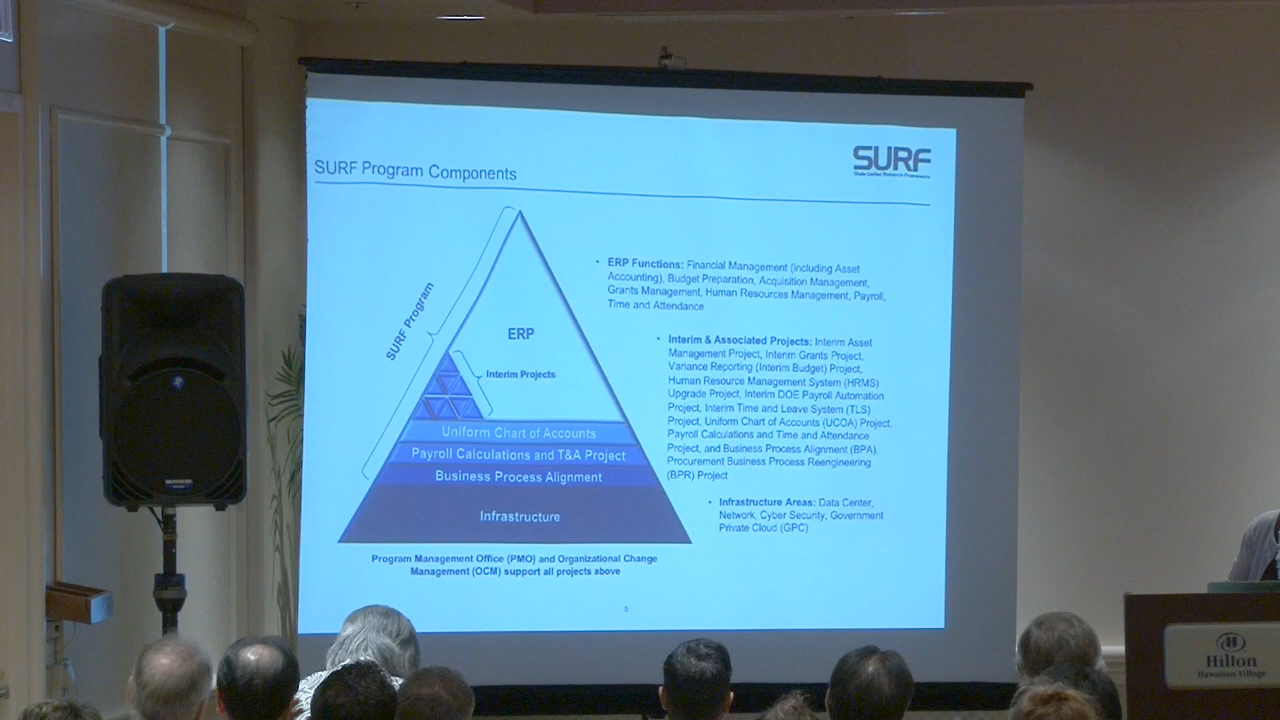 SURF Program Components
SURF
State Unified Resource Framework
SURF Program
ERP
Interim Projects
Uniform Chart of Accounts
Payroll Calculations and T&A Project
Business Process Alignment
Infrastructure
Program Management Office (PMO) and Organizational Change
Management (OCM) support all projects above
• ERP Functions: Financial Management (including Asset
Accounting), Budget Preparation, Acquisition Management,
Grants Management, Human Resources Management, Payroll,
Time and Attendance
• Interim & Associated Projects: Interim Asset
Management Project, Interim Grants Project,
Variance Reporting (Interim Budget) Project,
Human Resource Management System (HRMS)
Upgrade Project, Interim DOE Payroll Automation
Project, Interim Time and Leave System (TLS)
Project, Uniform Chart of Accounts (UCOA) Project,
Payroll Calculations and Time and Attendance
Project, and Business Process Alignment (BPA),
Procurement Business Process Reengineering
(BPR) Project
• Infrastructure Areas: Data Center,
Network, Cyber Security, Government
Private Cloud (GPC)
5
Hilton
Hawaiian Village